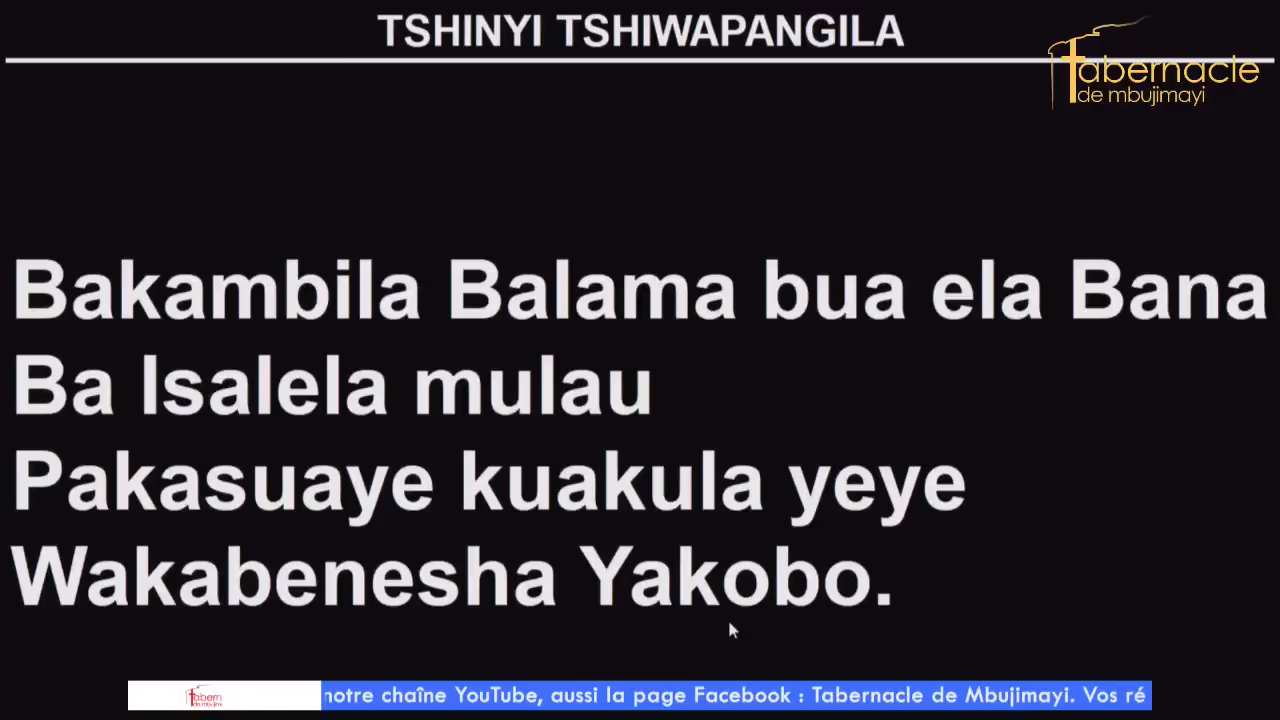 TSHINYI TSHIWAPANGILA
tabernacle
de mbujimayi
Bakambila Balama bua ela Bana
Ba Isalela mulau
Pakasuaye kuakula yeye
Wakabenesha Yakobo.
notre chaîne YouTube, aussi la page Facebook : Tabernacle de Mbujimayi. Vos ré